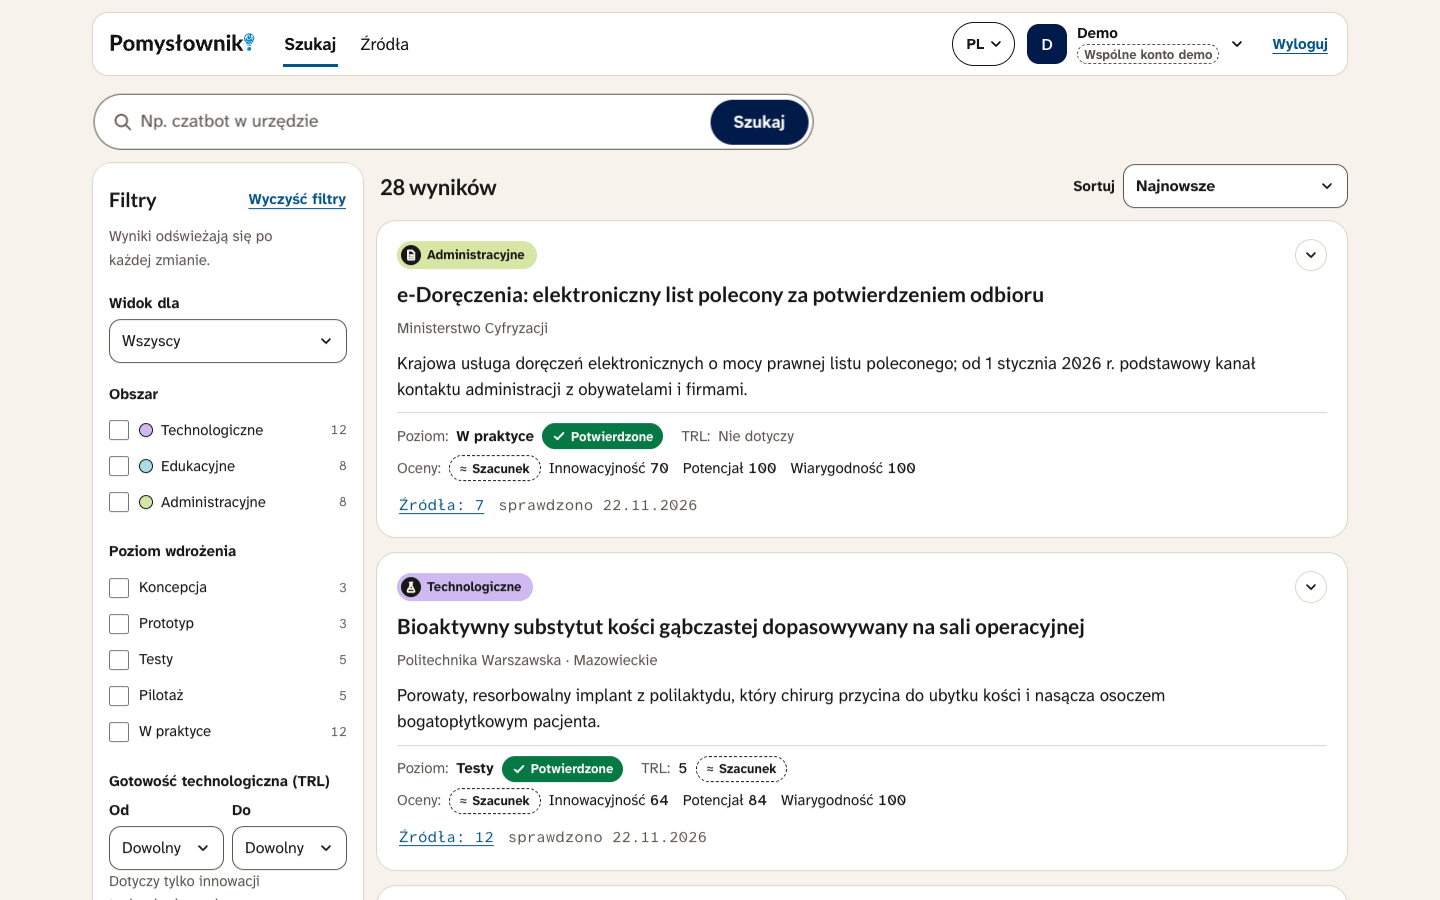 Pomysłownik
Szukaj
Źródła
PL
D
Demo
Wspólne konto demo
Wyloguj
Np. czatbot w urzędzie
Szukaj
Filtry
Wyczyść filtry
Wyniki odświeżają się po
każdej zmianie.
Widok dla
Wszyscy
Obszar
Technologiczne 12
Edukacyjne 8
Administracyjne 8
Poziom wdrożenia
Koncepcja 3
Prototyp 3
Testy 5
Pilotaż 5
W praktyce 12
Gotowość technologiczna (TRL)
Od Do
Dowolny Dowolny
Dotyczy tylko innowacji
28 wyników
Sortuj Najnowsze
Administracyjne
e-Doręczenia: elektroniczny list polecony za potwierdzeniem odbioru
Ministerstwo Cyfryzacji
Krajowa usługa doręczeń elektronicznych o mocy prawnej listu poleconego; od 1 stycznia 2026 r. podstawowy kanał
kontaktu administracji z obywatelami i firmami.
Poziom: W praktyce Potwierdzone TRL: Nie dotyczy
Oceny: ≈ Szacunek Innowacyjność 70 Potencjał 100 Wiarygodność 100
Źródła: 7 sprawdzono 22.11.2026
Technologiczne
Bioaktywny substytut kości gąbczastej dopasowywany na sali operacyjnej
Politechnika Warszawska · Mazowieckie
Porowaty, resorbowalny implant z polilaktydu, który chirurg przycina do ubytku kości i nasącza osoczem
bogatopłytkowym pacjenta.
Poziom: Testy Potwierdzone TRL: 5 ≈ Szacunek
Oceny: ≈ Szacunek Innowacyjność 64 Potencjał 84 Wiarygodność 100
Źródła: 12 sprawdzono 22.11.2026